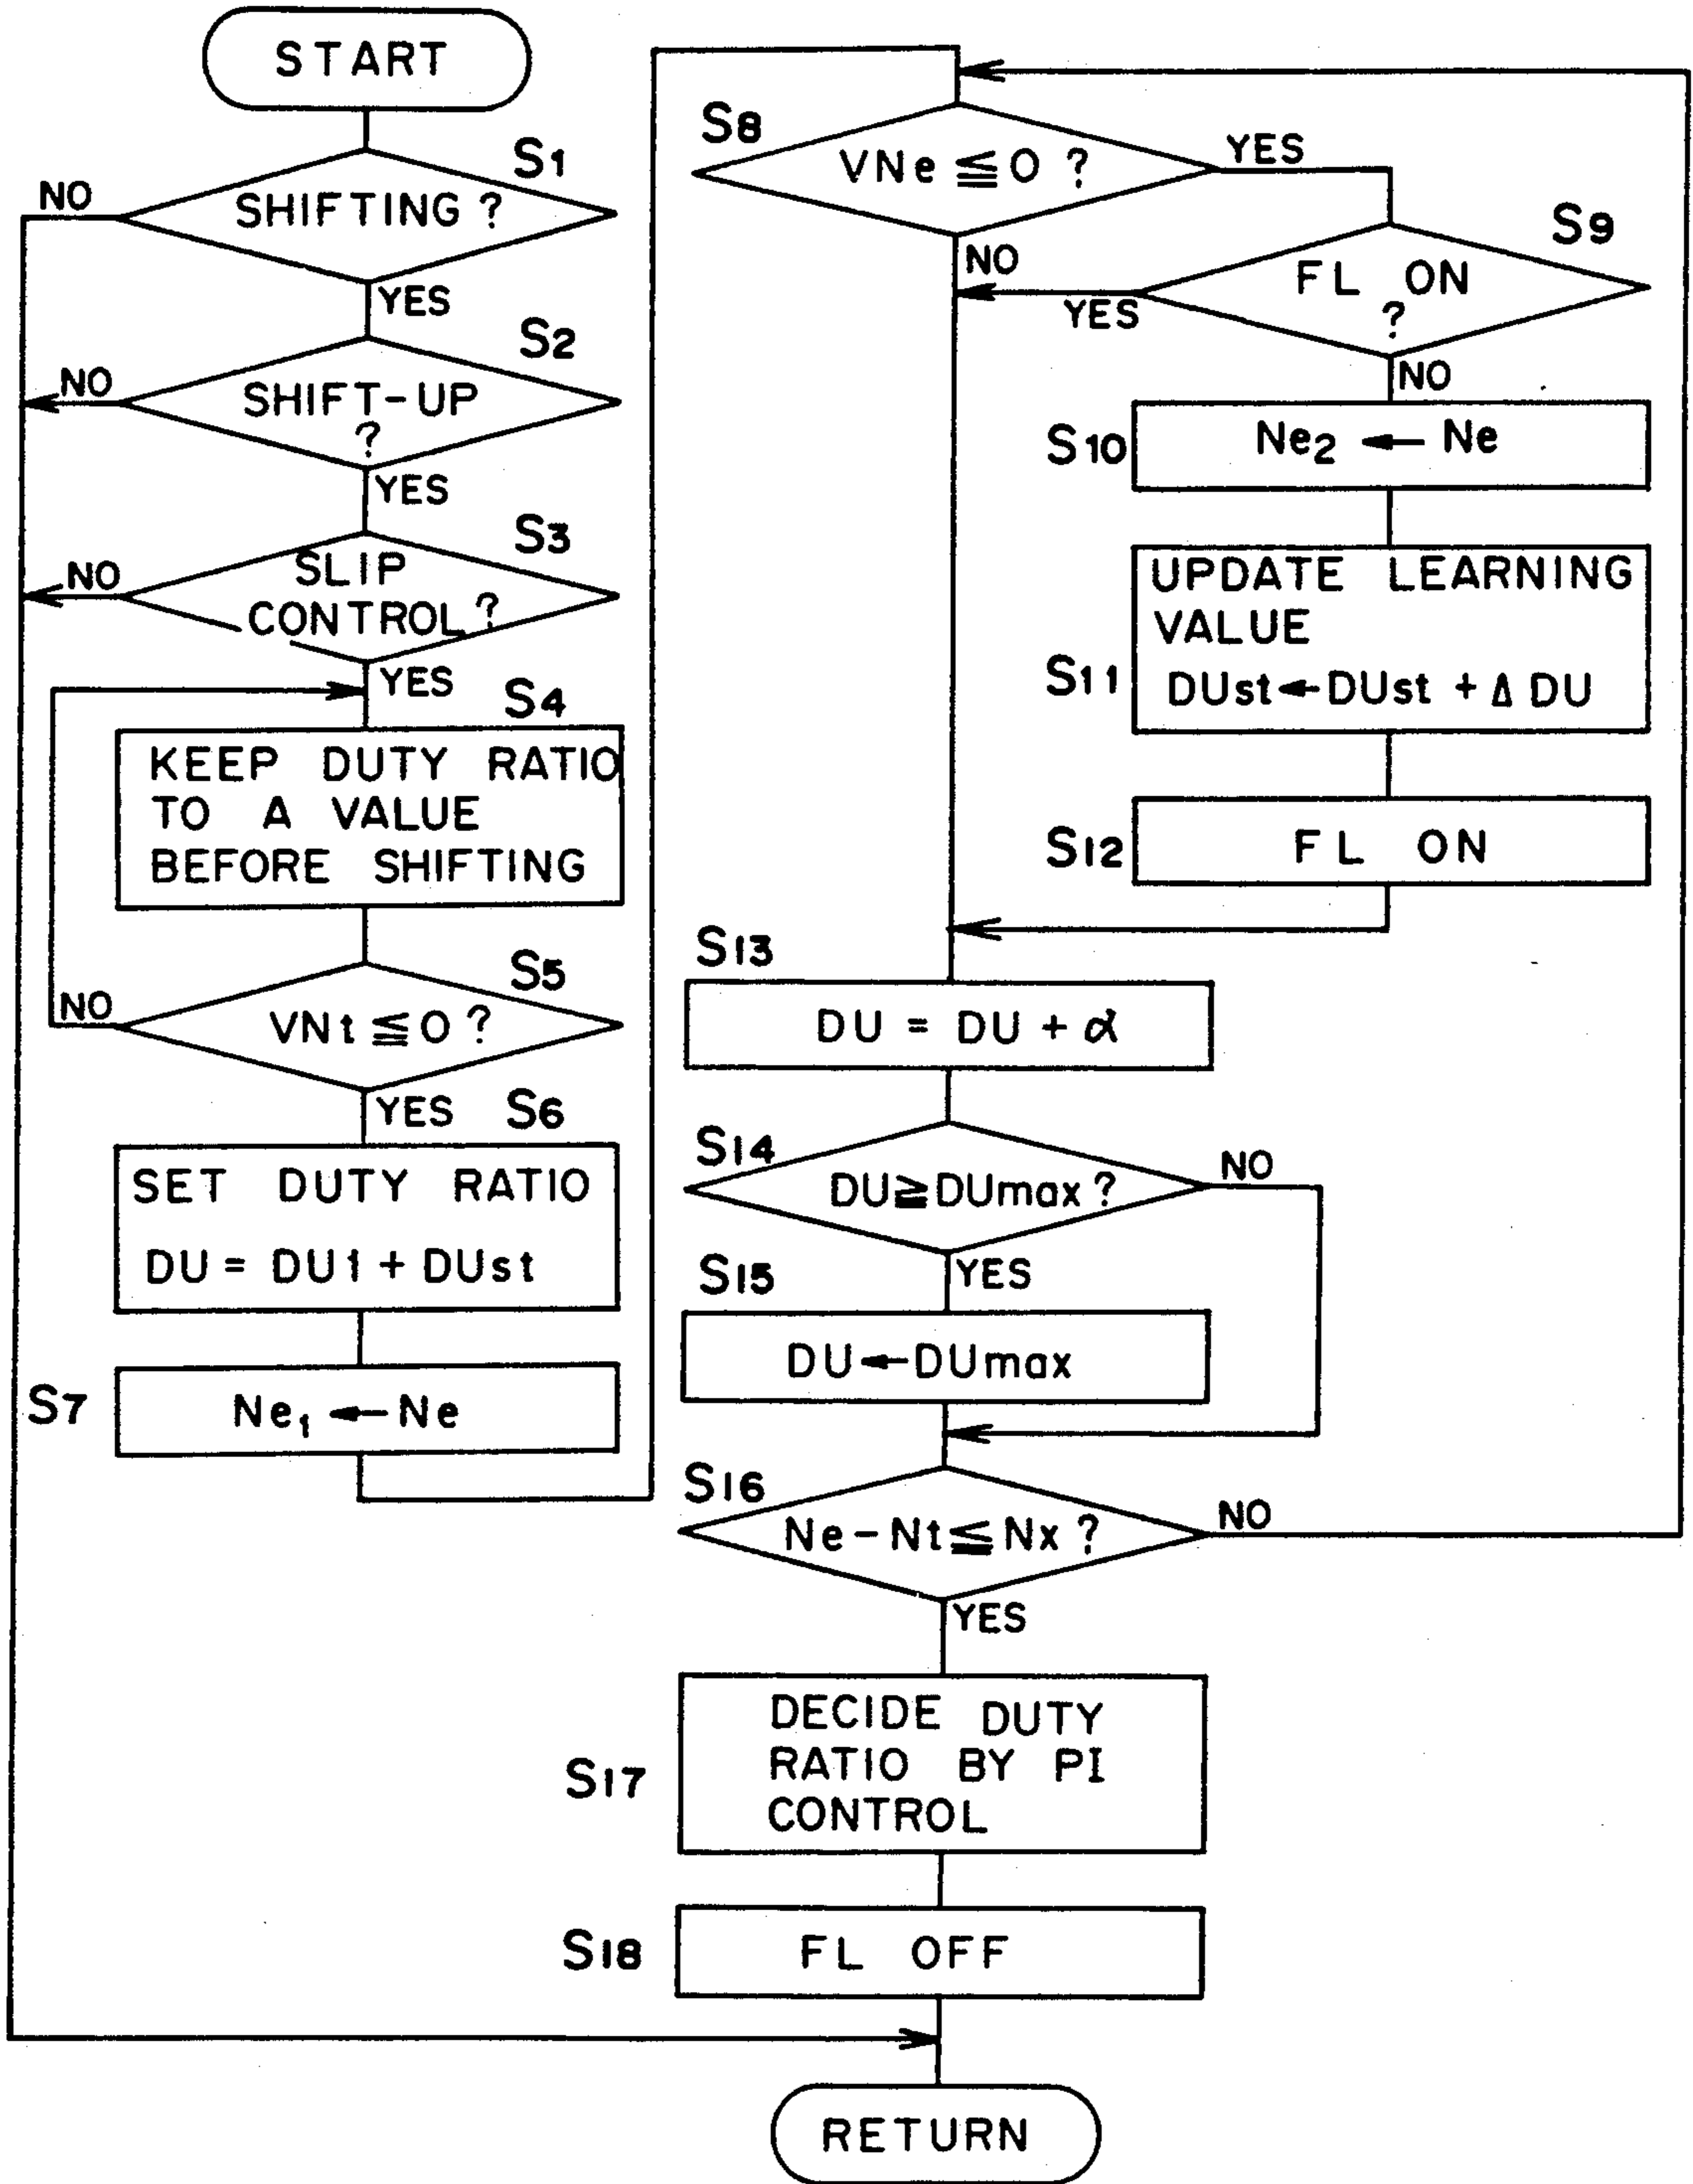 START
S1
SHIFTING ?
NO
YES
S2
SHIFT-UP
?
NO
YES
S3
SLIP
CONTROL ?
NO
YES
S4
KEEP DUTY RATIO
TO A VALUE
BEFORE SHIFTING
S5
VNt ≦ 0 ?
NO
YES
S6
SET DUTY RATIO
DU = DU1 + DUst
S7
Ne₁ ← Ne
S8
VNe ≦ 0 ?
YES
NO
S9
FL ON
?
YES
NO
S10
Ne₂ ← Ne
S11
UPDATE LEARNING
VALUE
DUst ← DUst + Δ DU
S12
FL ON
S13
DU = DU + α
S14
DU ≧ DUmax ?
NO
YES
S15
DU ← DUmax
S16
Ne - Nt ≦ Nx ?
NO
YES
S17
DECIDE DUTY
RATIO BY PI
CONTROL
S18
FL OFF
RETURN